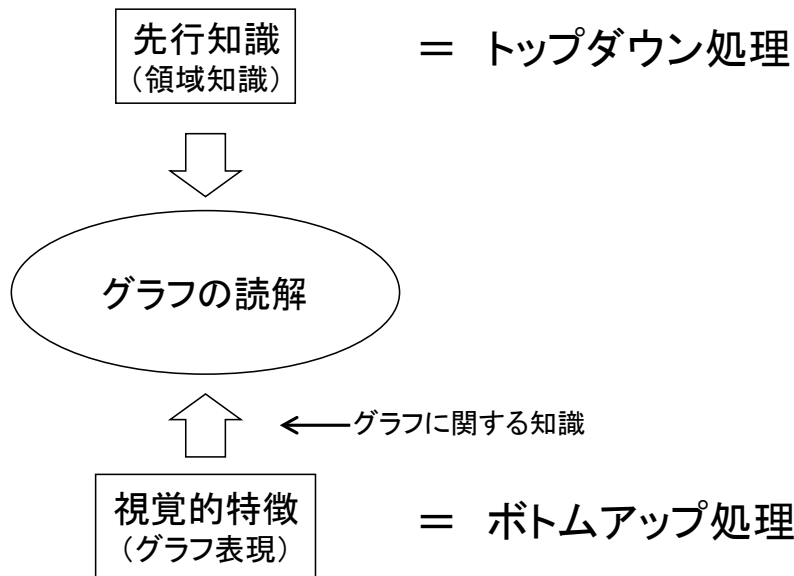 先行知識 ＝ トップダウン処理
（領域知識）
グラフの読解
グラフに関する知識
視覚的特徴 ＝ ボトムアップ処理
（グラフ表現）